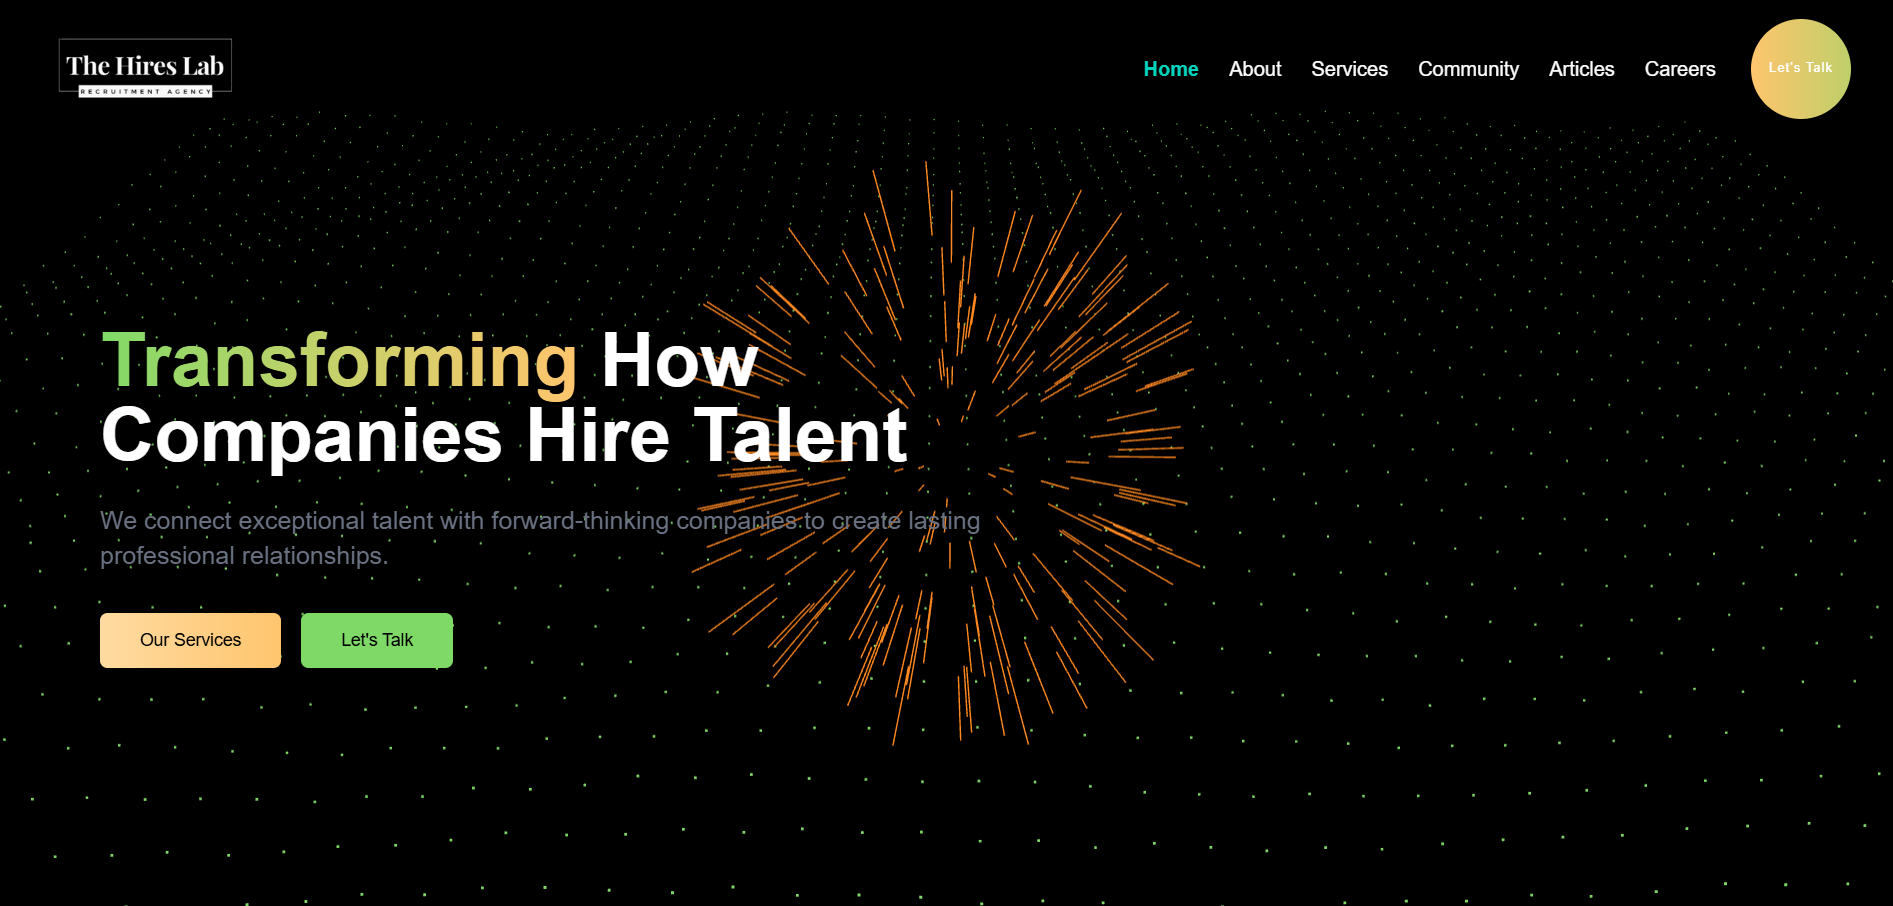 The Hires Lab
RECRUITMENT AGENCY
Home About Services Community Articles Careers Let's Talk
Transforming How
Companies Hire Talent
We connect exceptional talent with forward-thinking companies to create lasting
professional relationships.
Our Services Let's Talk